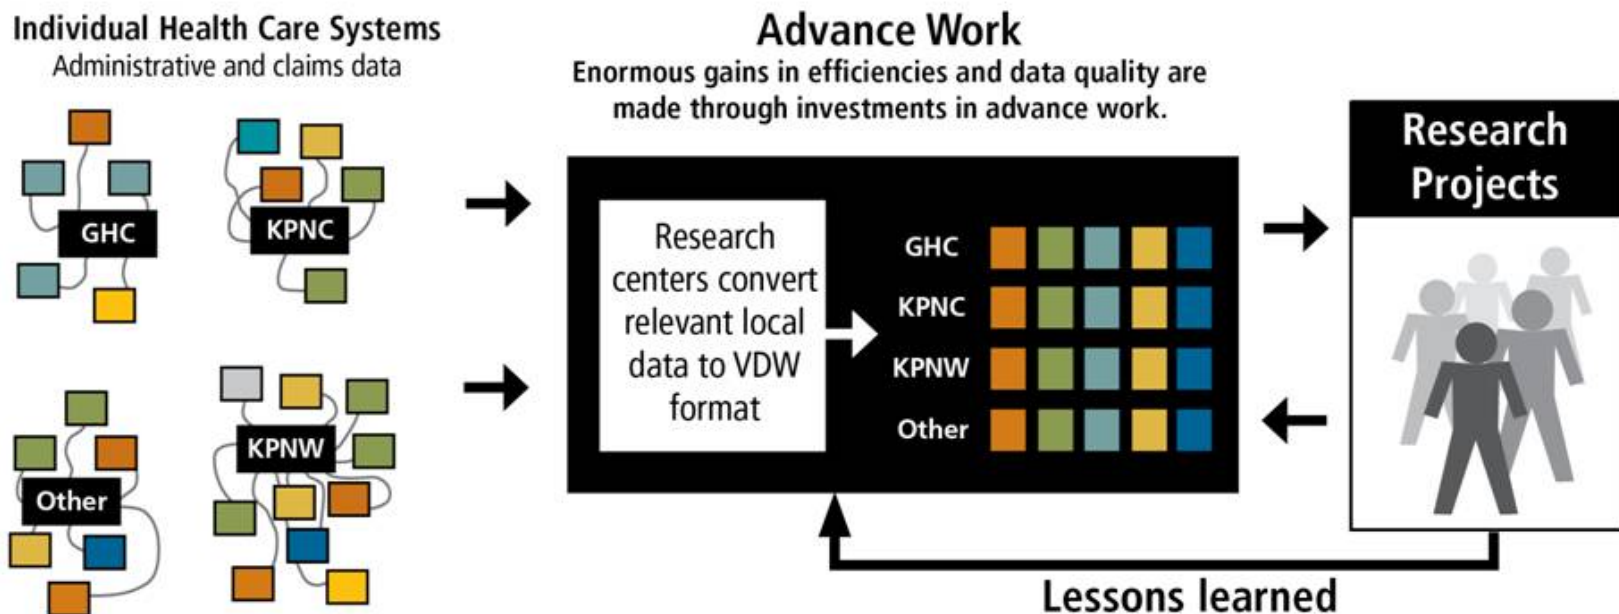 Individual Health Care Systems
Administrative and claims data
GHC
KPNC
Other
KPNW
Advance Work
Enormous gains in efficiencies and data quality are
made through investments in advance work.
Research
centers convert
relevant local
data to VDW
format
GHC
KPNC
KPNW
Other
Research
Projects
Lessons learned